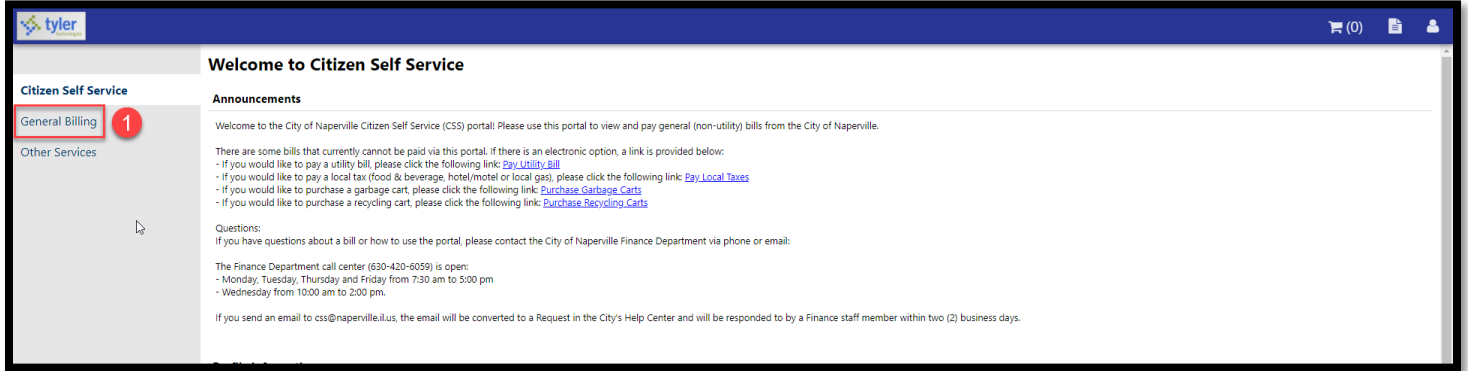 tyler
technologies
(0)
Welcome to Citizen Self Service
Citizen Self Service
Announcements
General Billing
1
Welcome to the City of Naperville Citizen Self Service (CSS) portal! Please use this portal to view and pay general (non-utility) bills from the City of Naperville.
Other Services
There are some bills that currently cannot be paid via this portal. If there is an electronic option, a link is provided below:
- If you would like to pay a utility bill, please click the following link: Pay Utility Bill
- If you would like to pay a local tax (food & beverage, hotel/motel or local gas), please click the following link: Pay Local Taxes
- If you would like to purchase a garbage cart, please click the following link: Purchase Garbage Carts
- If you would like to purchase a recycling cart, please click the following link: Purchase Recycling Carts
Questions:
If you have questions about a bill or how to use the portal, please contact the City of Naperville Finance Department via phone or email:
The Finance Department call center (630-420-6059) is open:
- Monday, Tuesday, Thursday and Friday from 7:30 am to 5:00 pm
- Wednesday from 10:00 am to 2:00 pm.
If you send an email to css@naperville.il.us, the email will be converted to a Request in the City's Help Center and will be responded to by a Finance staff member within two (2) business days.